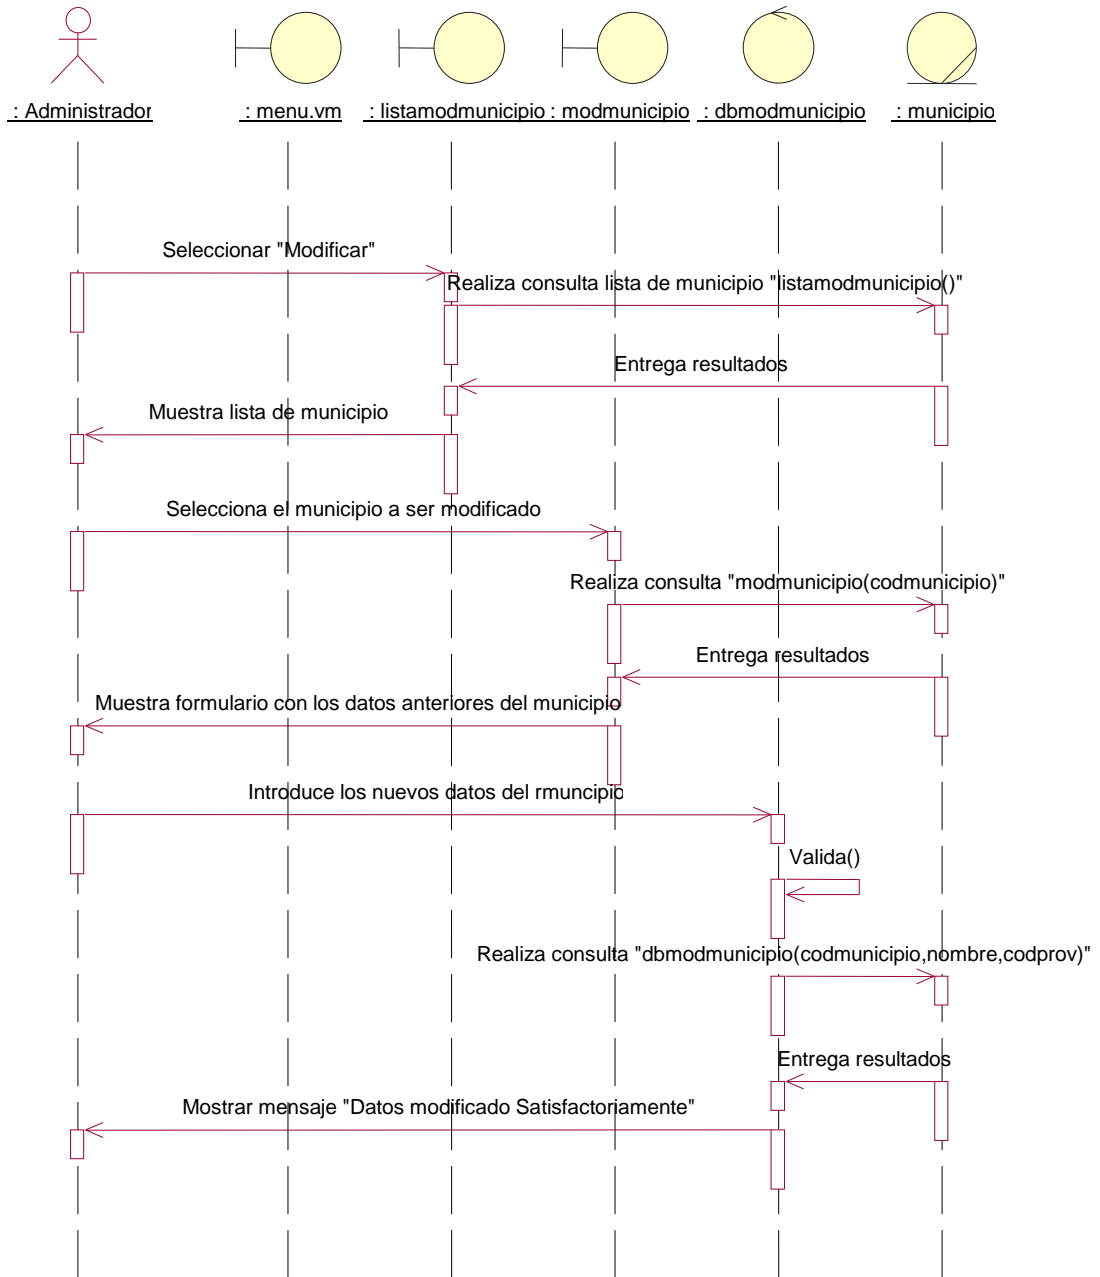 : Administrador
: menu.vm
: listamodmunicipio
: modmunicipio
: dbmodmunicipio
: municipio
Seleccionar "Modificar"
Realiza consulta lista de municipio "listamodmunicipio()"
Entrega resultados
Muestra lista de municipio
Selecciona el municipio a ser modificado
Realiza consulta "modmunicipio(codmunicipio)"
Entrega resultados
Muestra formulario con los datos anteriores del municipio
Introduce los nuevos datos del rmuncipio
Valida()
Realiza consulta "dbmodmunicipio(codmunicipio,nombre,codprov)"
Entrega resultados
Mostrar mensaje "Datos modificado Satisfactoriamente"